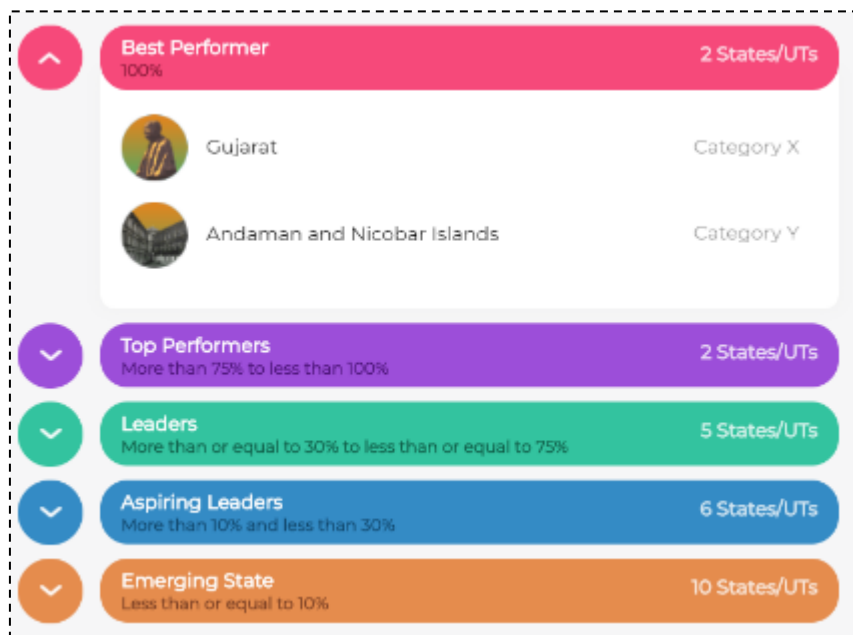 Best Performer
100%
2 States/UTs
Gujarat
Category X
Andaman and Nicobar Islands
Category Y
Top Performers
More than 75% to less than 100%
2 States/UTs
Leaders
More than or equal to 30% to less than or equal to 75%
5 States/UTs
Aspiring Leaders
More than 10% and less than 30%
6 States/UTs
Emerging State
Less than or equal to 10%
10 States/UTs